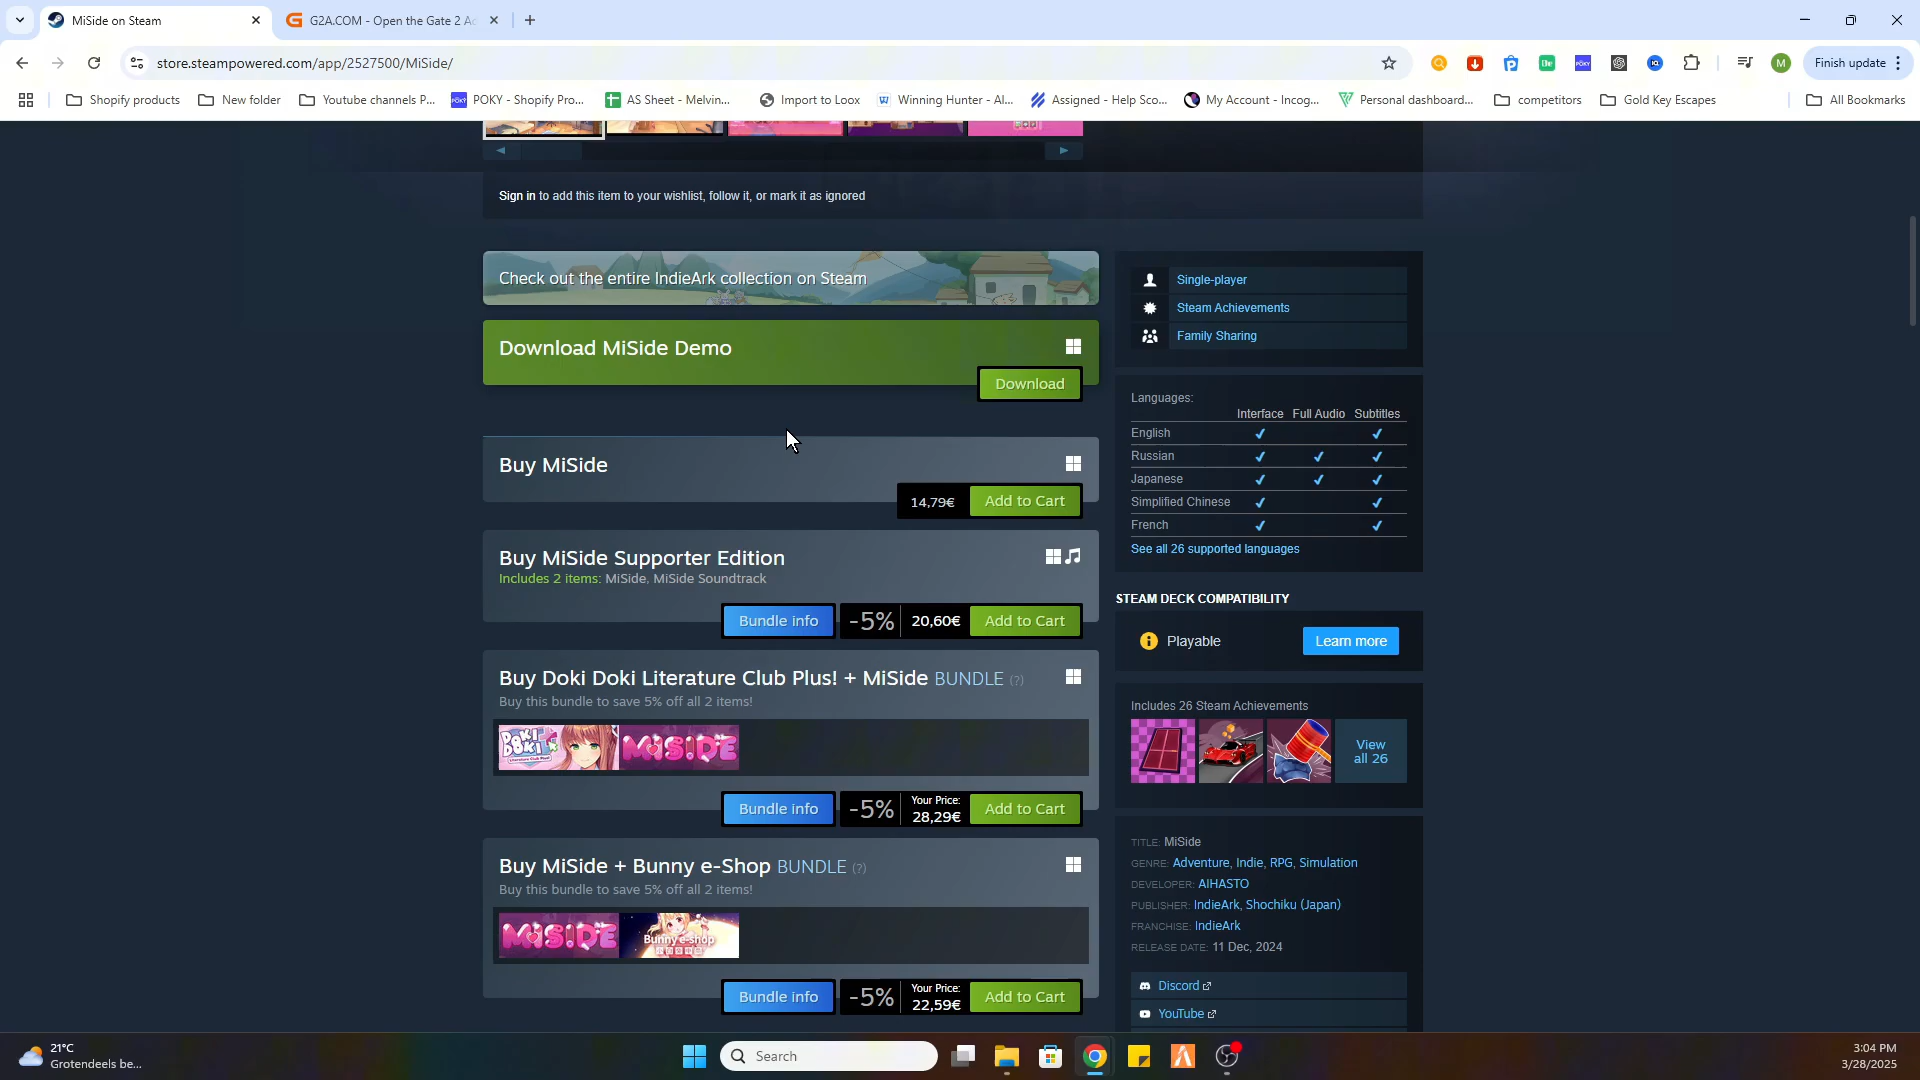 MiSide on Steam
G2A.COM - Open the Gate 2 Ac
store.steampowered.com/app/2527500/MiSide/
Finish update
Shopify products
New folder
Youtube channels P...
POKY - Shopify Pro...
AS Sheet - Melvin...
Import to Loox
Winning Hunter - AI...
Assigned - Help Sco...
My Account - Incog...
Personal dashboard...
competitors
Gold Key Escapes
All Bookmarks
Sign in to add this item to your wishlist, follow it, or mark it as ignored
Check out the entire IndieArk collection on Steam
Download MiSide Demo
Download
Buy MiSide
14,79€ Add to Cart
Buy MiSide Supporter Edition
Includes 2 items: MiSide, MiSide Soundtrack
Bundle info -5% 20,60€ Add to Cart
Buy Doki Doki Literature Club Plus! + MiSide BUNDLE (?)
Buy this bundle to save 5% off all 2 items!
DOKI DOKI
Literature Club Plus!
MiSiDE
Your Price:
Bundle info -5% 28,29€ Add to Cart
Buy MiSide + Bunny e-Shop BUNDLE (?)
Buy this bundle to save 5% off all 2 items!
MiSiDE
Bunny e-shop
Your Price:
Bundle info -5% 22,59€ Add to Cart
Single-player
Steam Achievements
Family Sharing
Languages:
Interface Full Audio Subtitles
English ✔ ✔
Russian ✔ ✔ ✔
Japanese ✔ ✔ ✔
Simplified Chinese ✔ ✔
French ✔ ✔
See all 26 supported languages
STEAM DECK COMPATIBILITY
Playable
Learn more
Includes 26 Steam Achievements
View
all 26
TITLE: MiSide
GENRE: Adventure, Indie, RPG, Simulation
DEVELOPER: AIHASTO
PUBLISHER: IndieArk, Shochiku (Japan)
FRANCHISE: IndieArk
RELEASE DATE: 11 Dec, 2024
Discord
YouTube
21°C
Grotendeels be...
Search
3:04 PM
3/28/2025